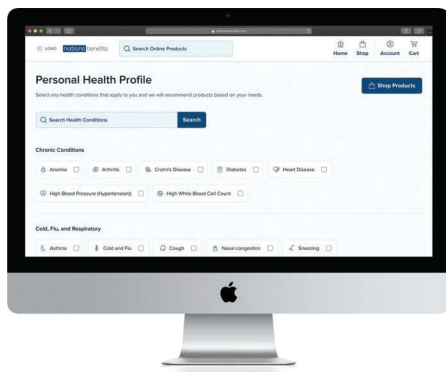 LOGO nations benefits Search Online Products Home Shop Account Cart
Personal Health Profile
Select any health conditions that apply to you and we will recommend products based on your needs.
Shop Products
Search Health Conditions Search
Chronic Conditions
Anemia Arthritis Crohn's Disease Diabetes Heart Disease
High Blood Pressure (Hypertension) High White Blood Cell Count
Cold, Flu, and Respiratory
Asthma Cold and Flu Cough Nasal congestion Sneezing